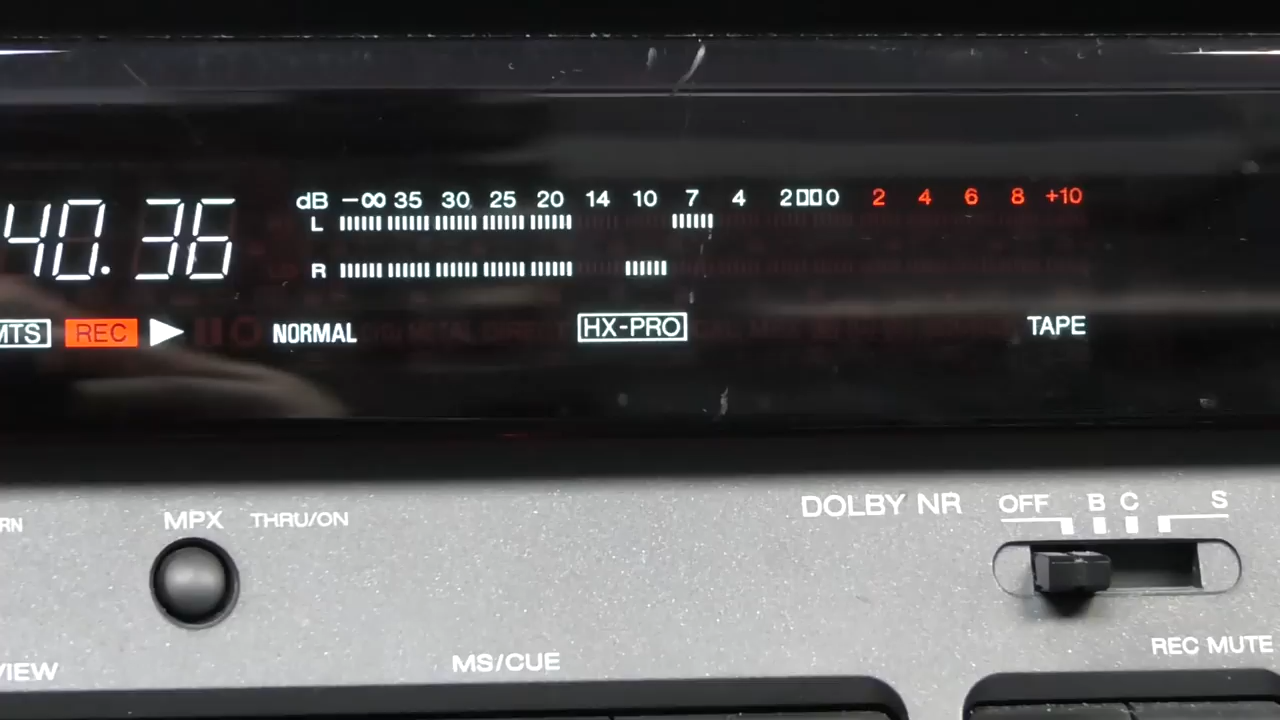 dB -∞ 35 30 25 20 14 10 7 4 2 0 2 4 6 8 +10
40.36
L
R
MTS REC NORMAL HX-PRO TAPE
DOLBY NR OFF B C S
RN MPX THRU/ON
VIEW MS/CUE REC MUTE